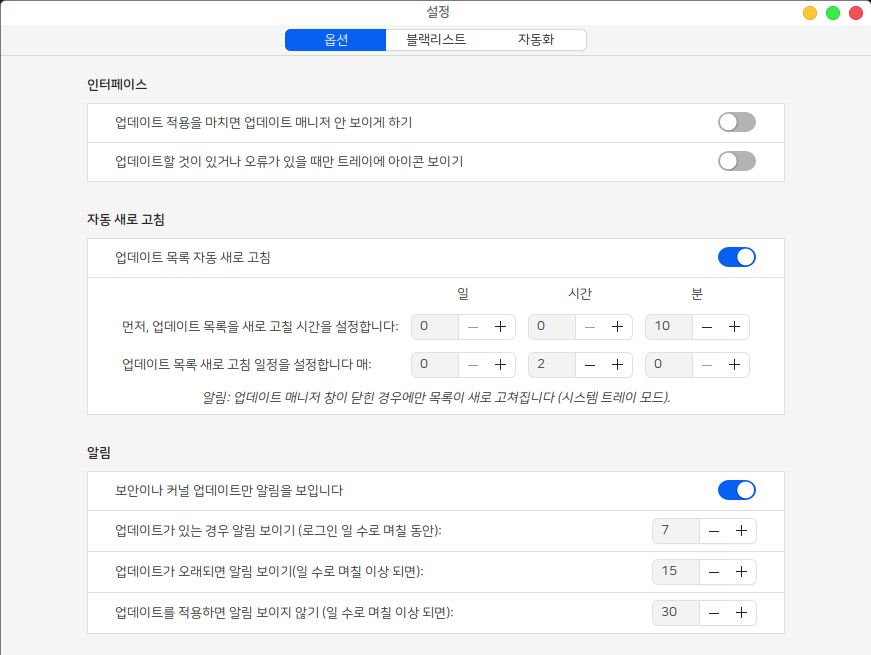 설정
옵션 블랙리스트 자동화
인터페이스
업데이트 적용을 마치면 업데이트 매니저 안 보이게 하기
업데이트할 것이 있거나 오류가 있을 때만 트레이에 아이콘 보이기
자동 새로 고침
업데이트 목록 자동 새로 고침
일 시간 분
먼저, 업데이트 목록을 새로 고칠 시간을 설정합니다: 0 − + 0 − + 10 − +
업데이트 목록 새로 고침 일정을 설정합니다 매: 0 − + 2 − + 0 − +
알림: 업데이트 매니저 창이 닫힌 경우에만 목록이 새로 고쳐집니다 (시스템 트레이 모드).
알림
보안이나 커널 업데이트만 알림을 보입니다
업데이트가 있는 경우 알림 보이기 (로그인 일 수로 며칠 동안): 7 − +
업데이트가 오래되면 알림 보이기(일 수로 며칠 이상 되면): 15 − +
업데이트를 적용하면 알림 보이지 않기 (일 수로 며칠 이상 되면): 30 − +